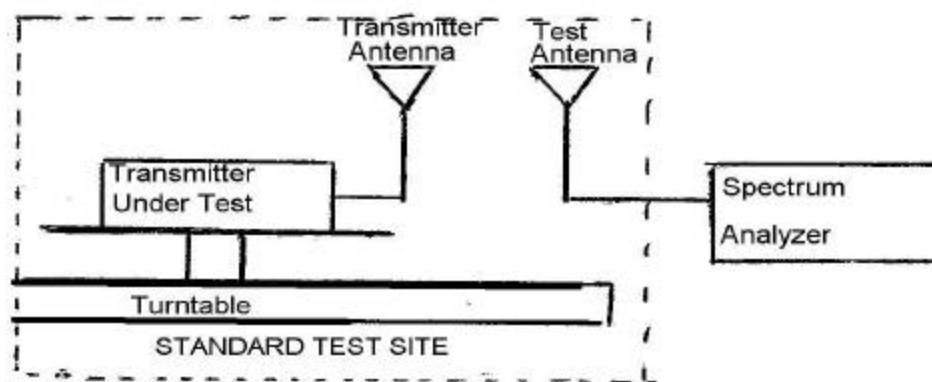 Transmitter
Antenna
Test
Antenna
Transmitter
Under Test
Spectrum
Analyzer
Turntable
STANDARD TEST SITE